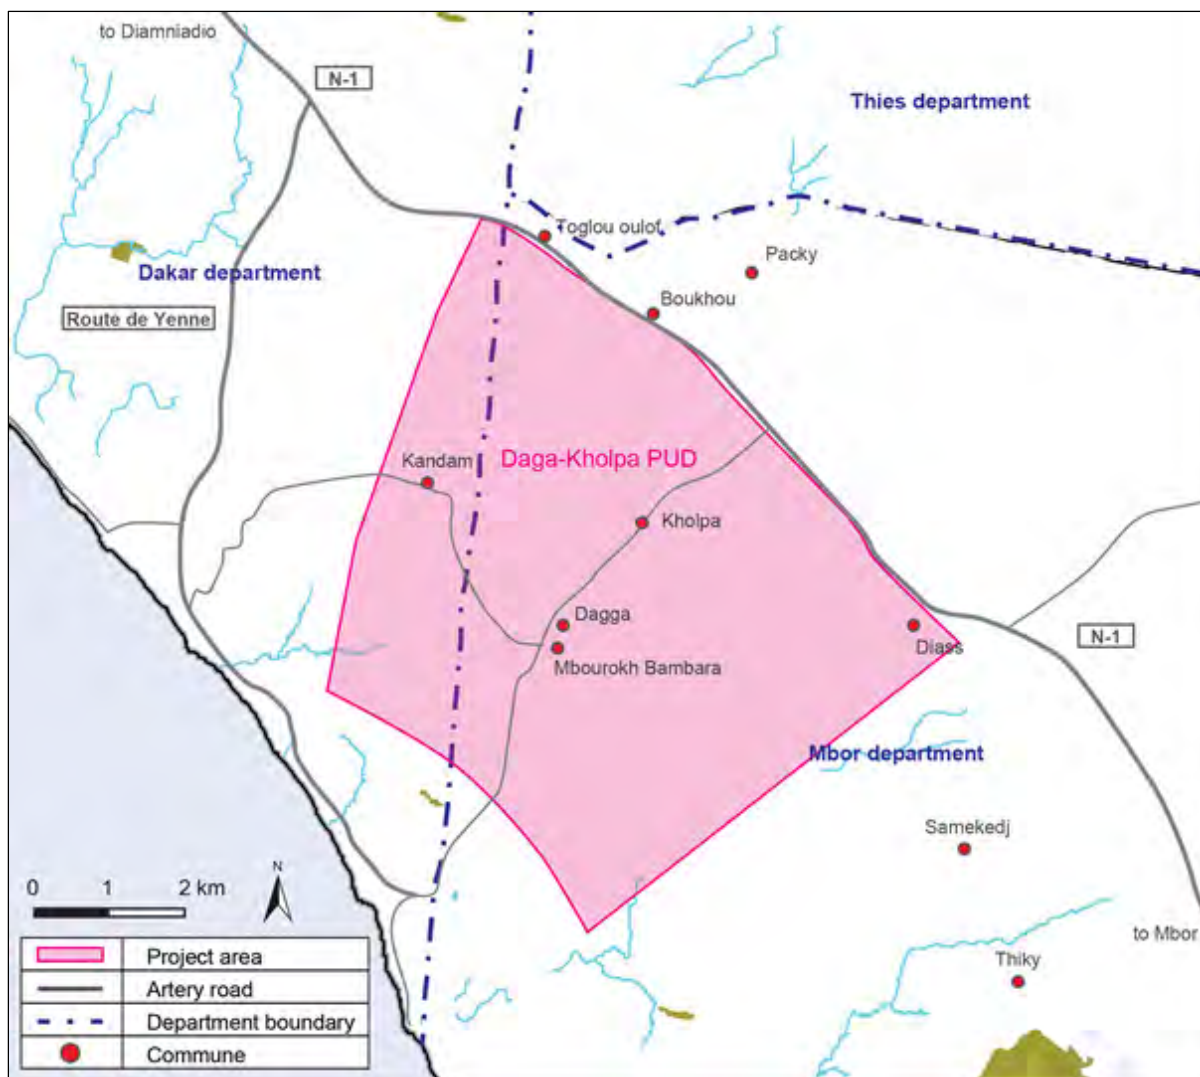 to Diamniadio
N-1
Thies department
Toglou oulof
Packy
Dakar department
Boukhou
Route de Yenne
Kandam
Daga-Kholpa PUD
Kholpa
Dagga
Diass
N-1
Mbourokh Bambara
Mbor department
Samekedj
N
0 1 2 km
to Mbor
Project area
Thiky
Artery road
Department boundary
Commune